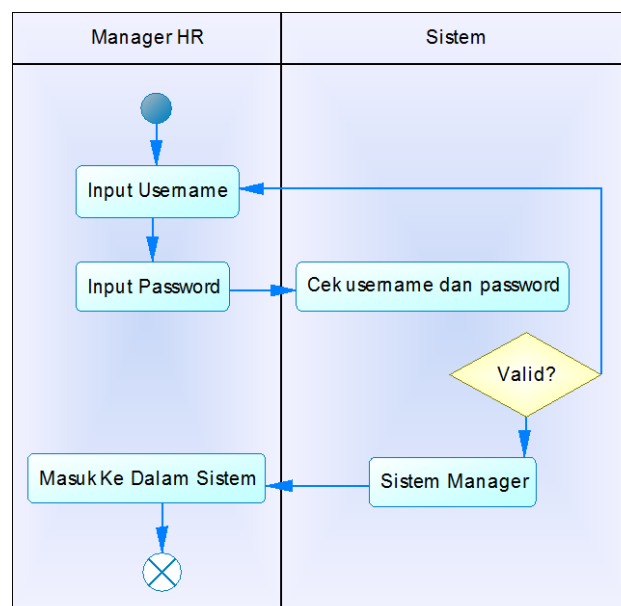 Manager HR
Sistem
Input Username
Input Password
Cek username dan password
Valid?
Masuk Ke Dalam Sistem
Sistem Manager